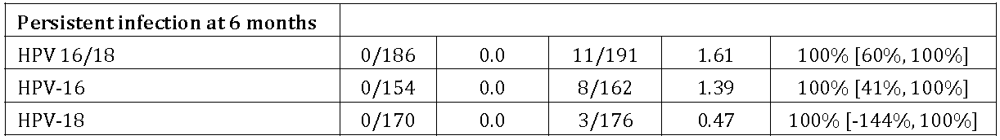 Persistent infection at 6 months
HPV 16/18 0/186 0.0 11/191 1.61 100% [60%, 100%]
HPV-16 0/154 0.0 8/162 1.39 100% [41%, 100%]
HPV-18 0/170 0.0 3/176 0.47 100% [-144%, 100%]